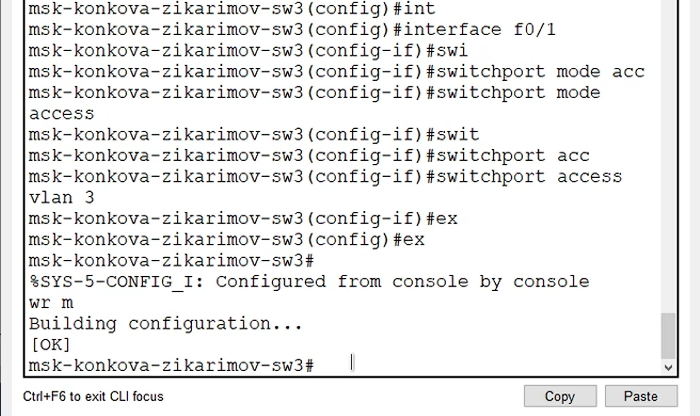 msk-konkova-zikarimov-sw3(config)#int
msk-konkova-zikarimov-sw3(config)#interface f0/1
msk-konkova-zikarimov-sw3(config-if)#swi
msk-konkova-zikarimov-sw3(config-if)#switchport mode acc
msk-konkova-zikarimov-sw3(config-if)#switchport mode
access
msk-konkova-zikarimov-sw3(config-if)#swit
msk-konkova-zikarimov-sw3(config-if)#switchport acc
msk-konkova-zikarimov-sw3(config-if)#switchport access
vlan 3
msk-konkova-zikarimov-sw3(config-if)#ex
msk-konkova-zikarimov-sw3(config)#ex
msk-konkova-zikarimov-sw3#
%SYS-5-CONFIG_I: Configured from console by console
wr m
Building configuration...
[OK]
msk-konkova-zikarimov-sw3#
Ctrl+F6 to exit CLI focus
Copy
Paste